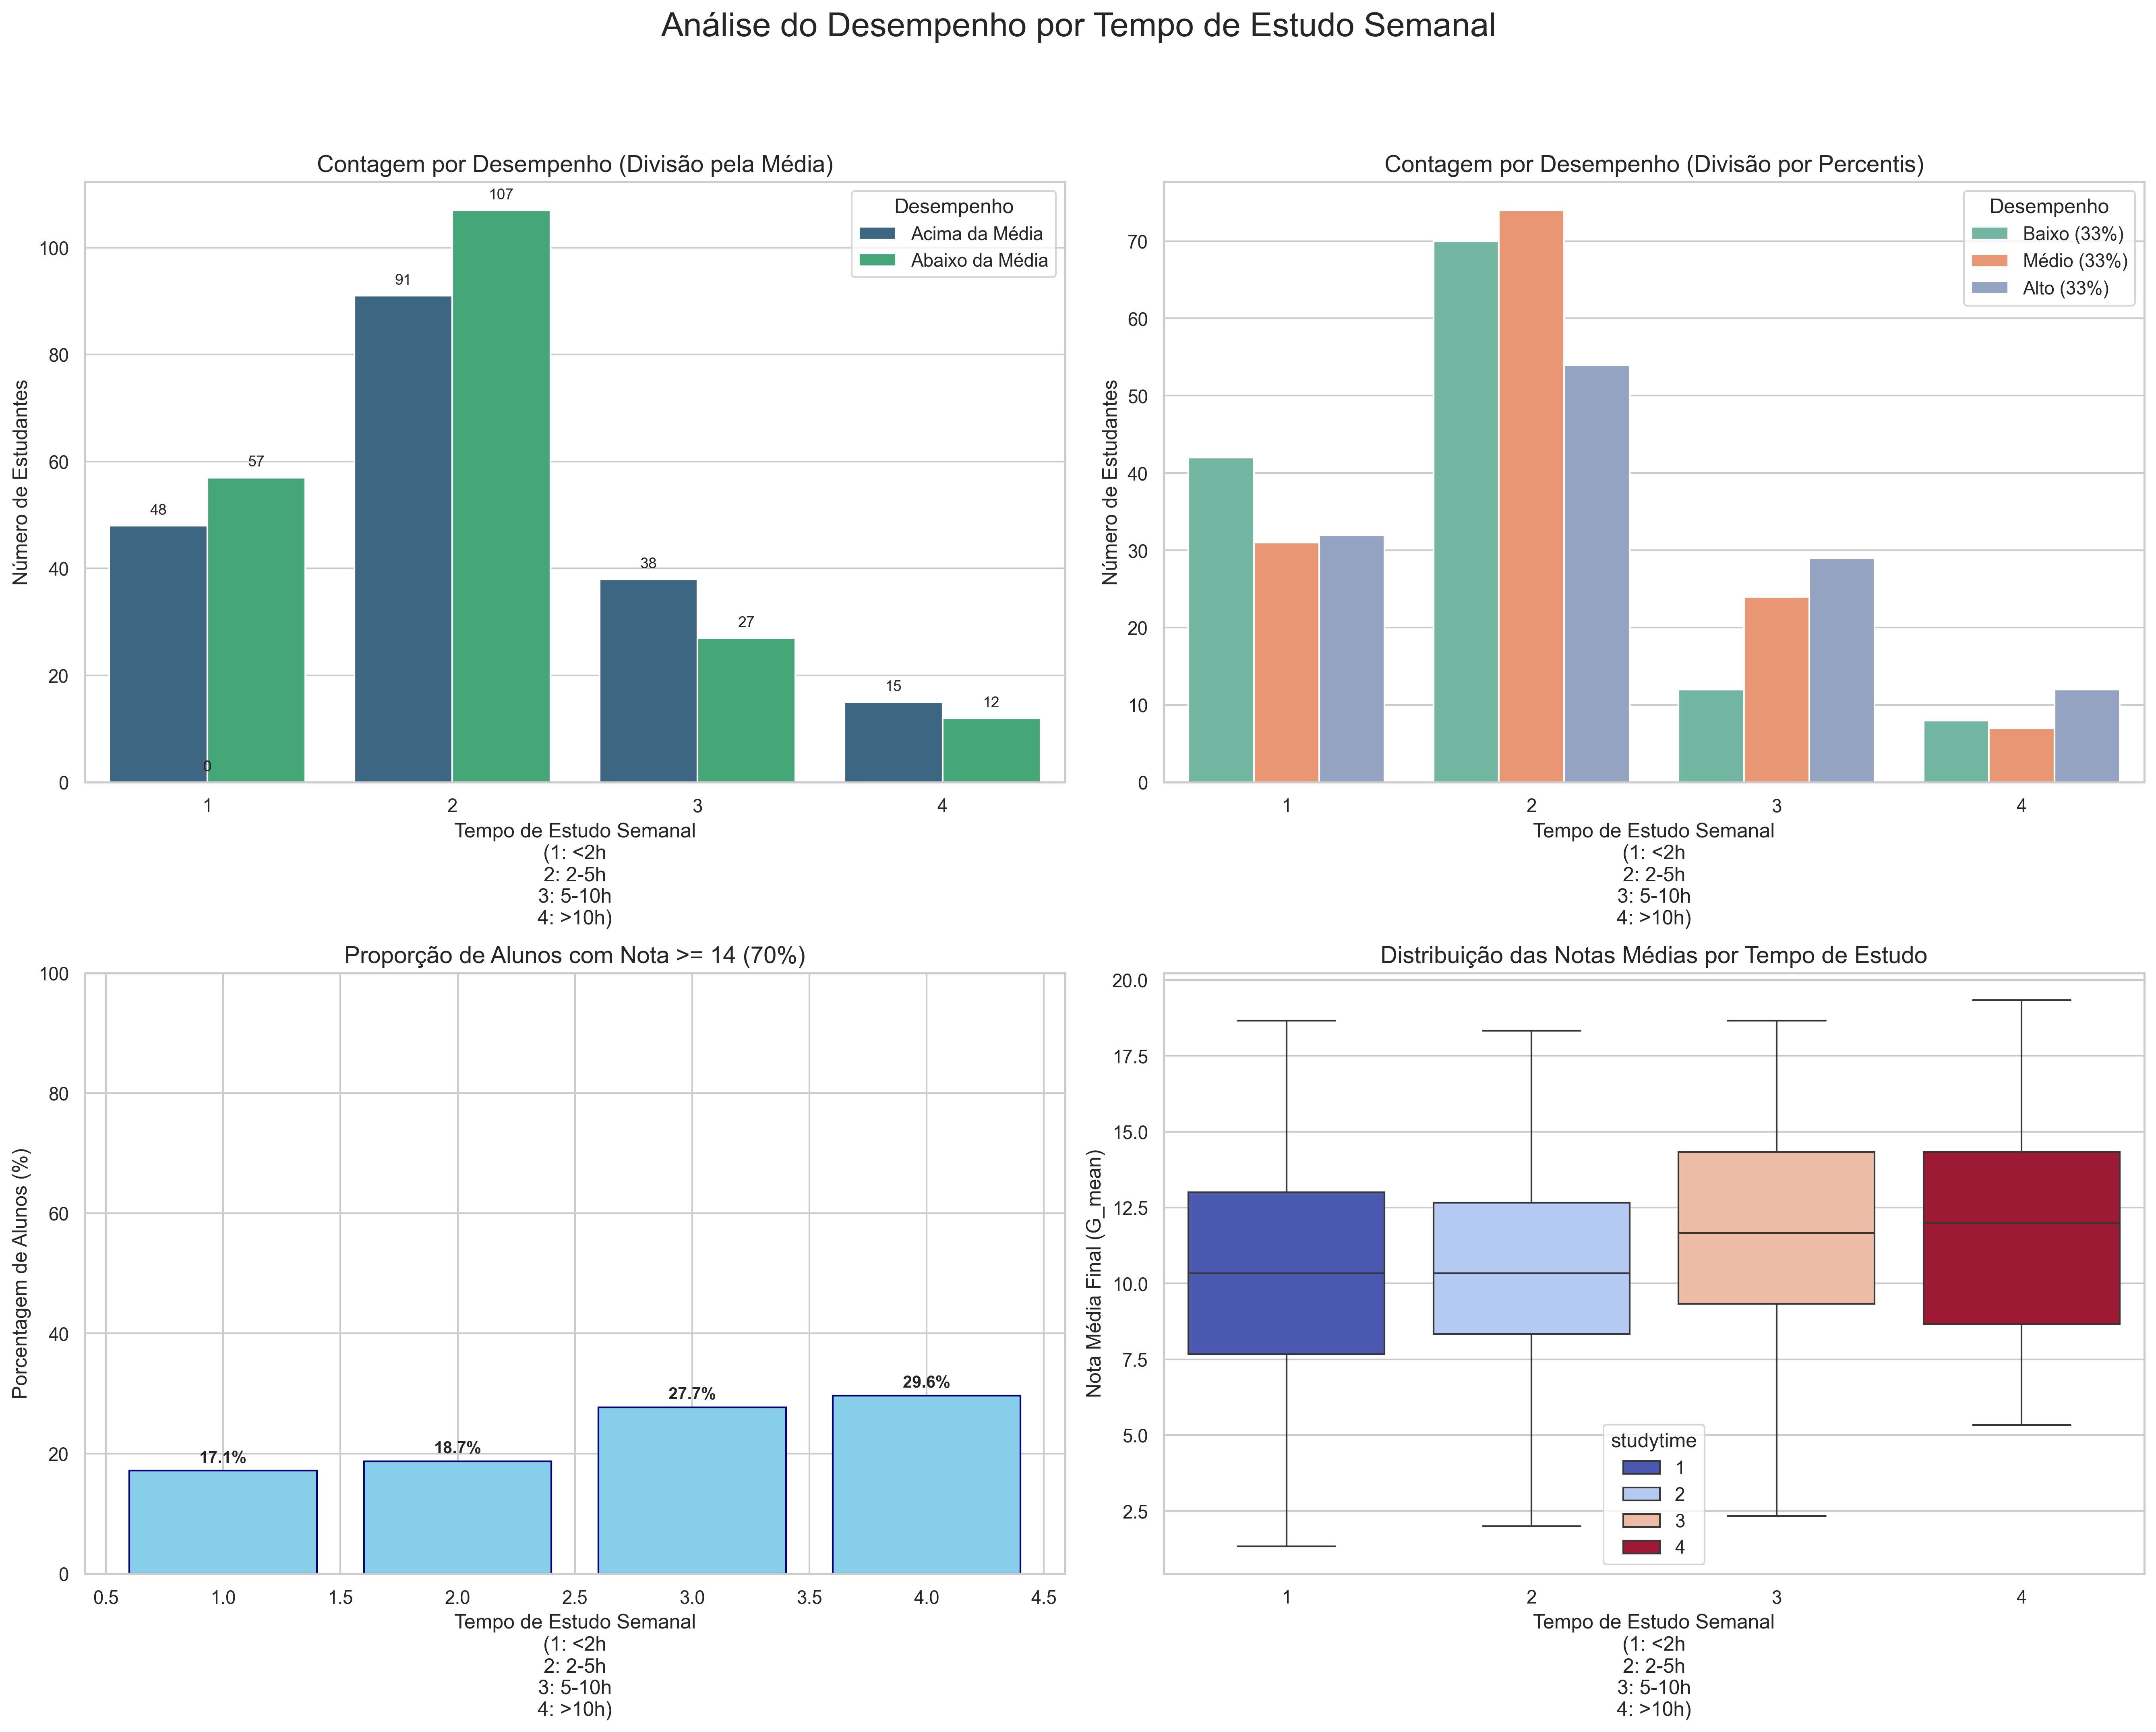 Análise do Desempenho por Tempo de Estudo Semanal
Contagem por Desempenho (Divisão pela Média)
Número de Estudantes
100
80
60
40
20
0
Desempenho
Acima da Média
Abaixo da Média
48
57
91
107
38
27
15
12
0
1
2
3
4
Tempo de Estudo Semanal
(1: <2h
2: 2-5h
3: 5-10h
4: >10h)
Contagem por Desempenho (Divisão por Percentis)
Número de Estudantes
70
60
50
40
30
20
10
0
Desempenho
Baixo (33%)
Médio (33%)
Alto (33%)
1
2
3
4
Tempo de Estudo Semanal
(1: <2h
2: 2-5h
3: 5-10h
4: >10h)
Proporção de Alunos com Nota >= 14 (70%)
Porcentagem de Alunos (%)
100
80
60
40
20
0
17.1%
18.7%
27.7%
29.6%
0.5
1.0
1.5
2.0
2.5
3.0
3.5
4.0
4.5
Tempo de Estudo Semanal
(1: <2h
2: 2-5h
3: 5-10h
4: >10h)
Distribuição das Notas Médias por Tempo de Estudo
Nota Média Final (G_mean)
20.0
17.5
15.0
12.5
10.0
7.5
5.0
2.5
studytime
1
2
3
4
1
2
3
4
Tempo de Estudo Semanal
(1: <2h
2: 2-5h
3: 5-10h
4: >10h)